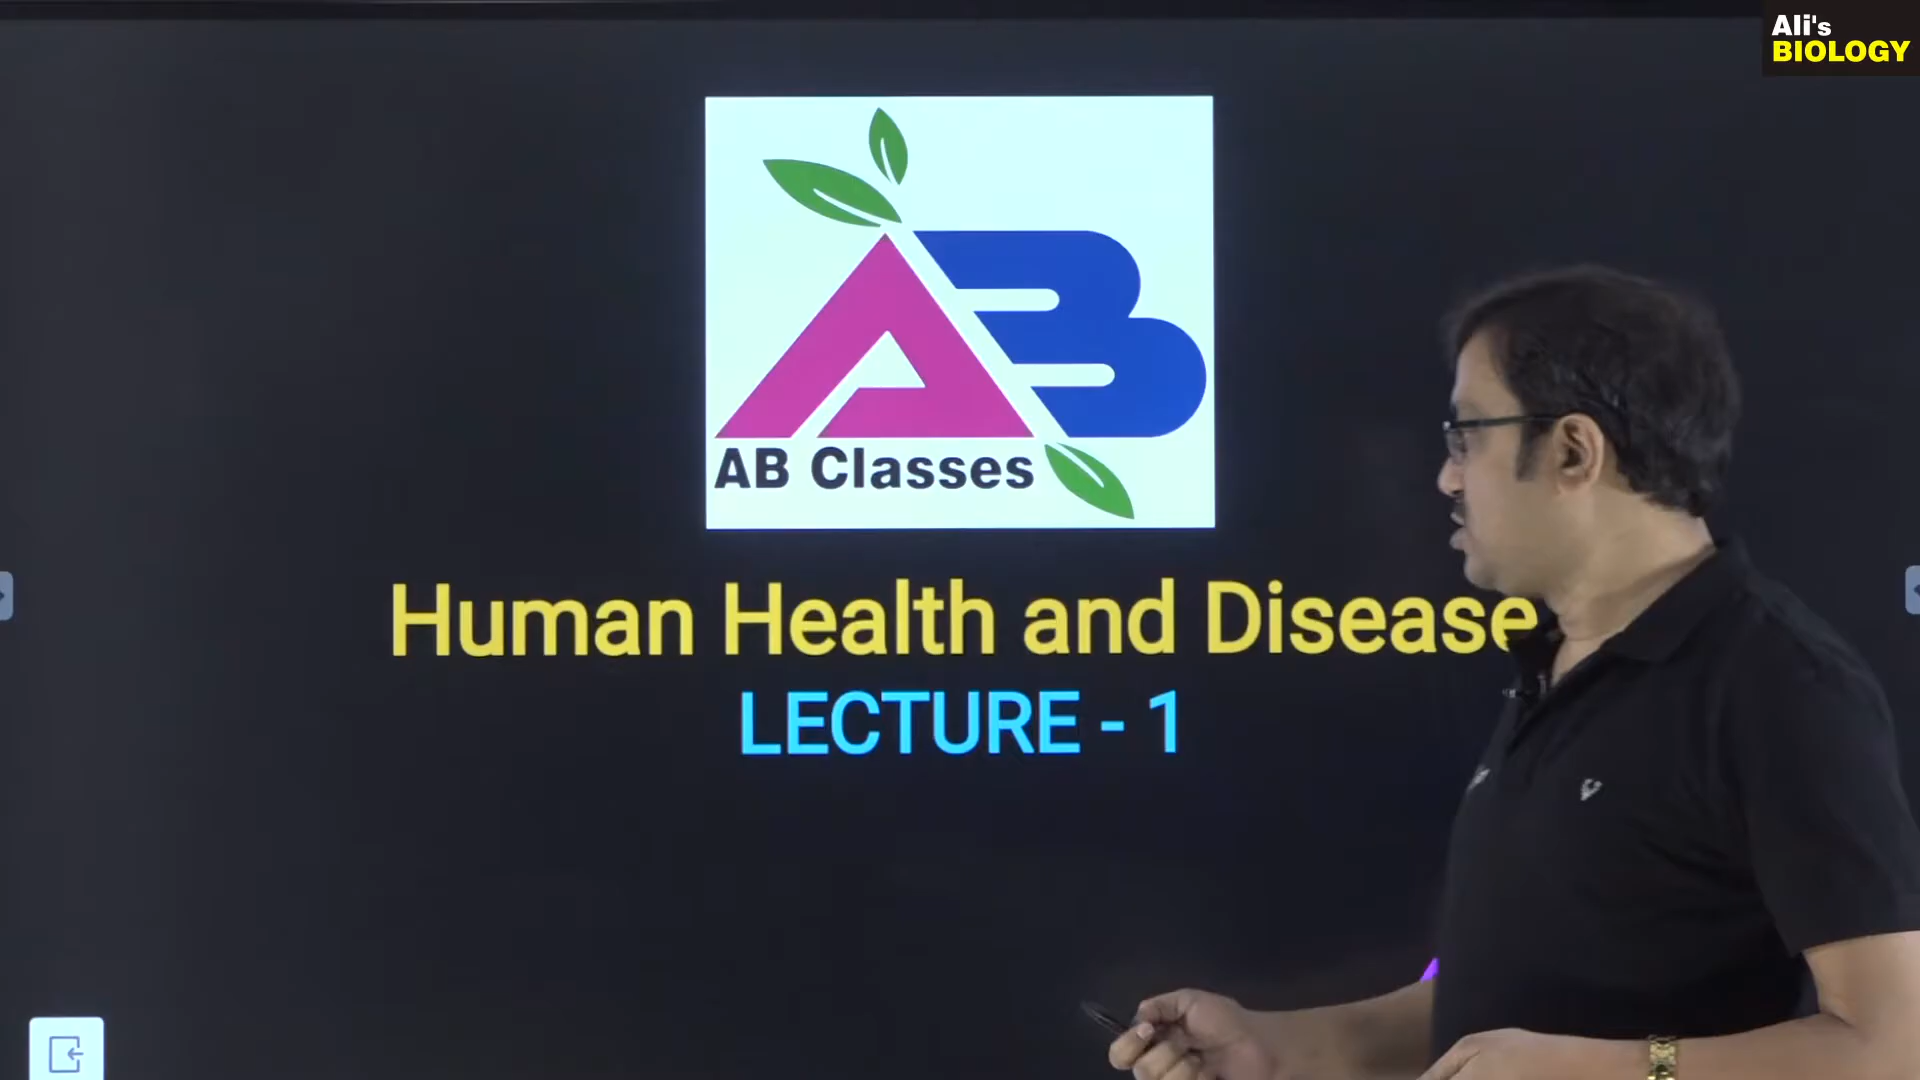 Ali's
BIOLOGY
AB
AB Classes
Human Health and Disease
LECTURE - 1